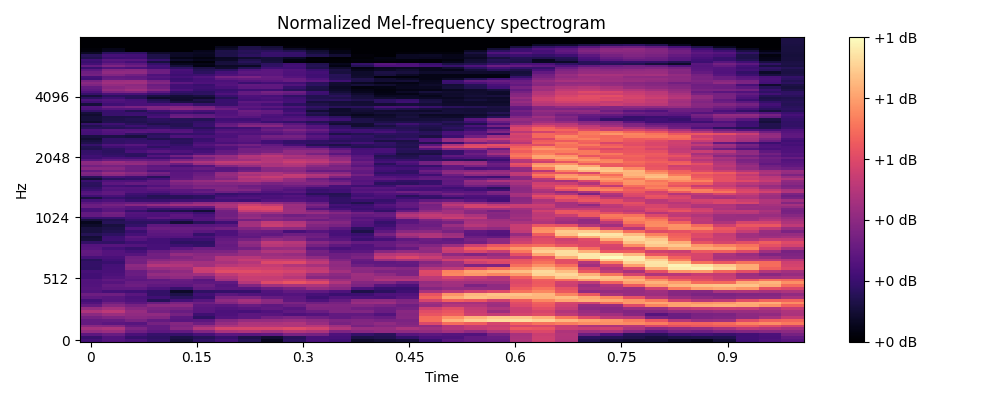 Normalized Mel-frequency spectrogram
+1 dB
4096
+1 dB
2048
+1 dB
Hz
1024
+0 dB
512
+0 dB
0
+0 dB
0 0.15 0.3 0.45 0.6 0.75 0.9
Time